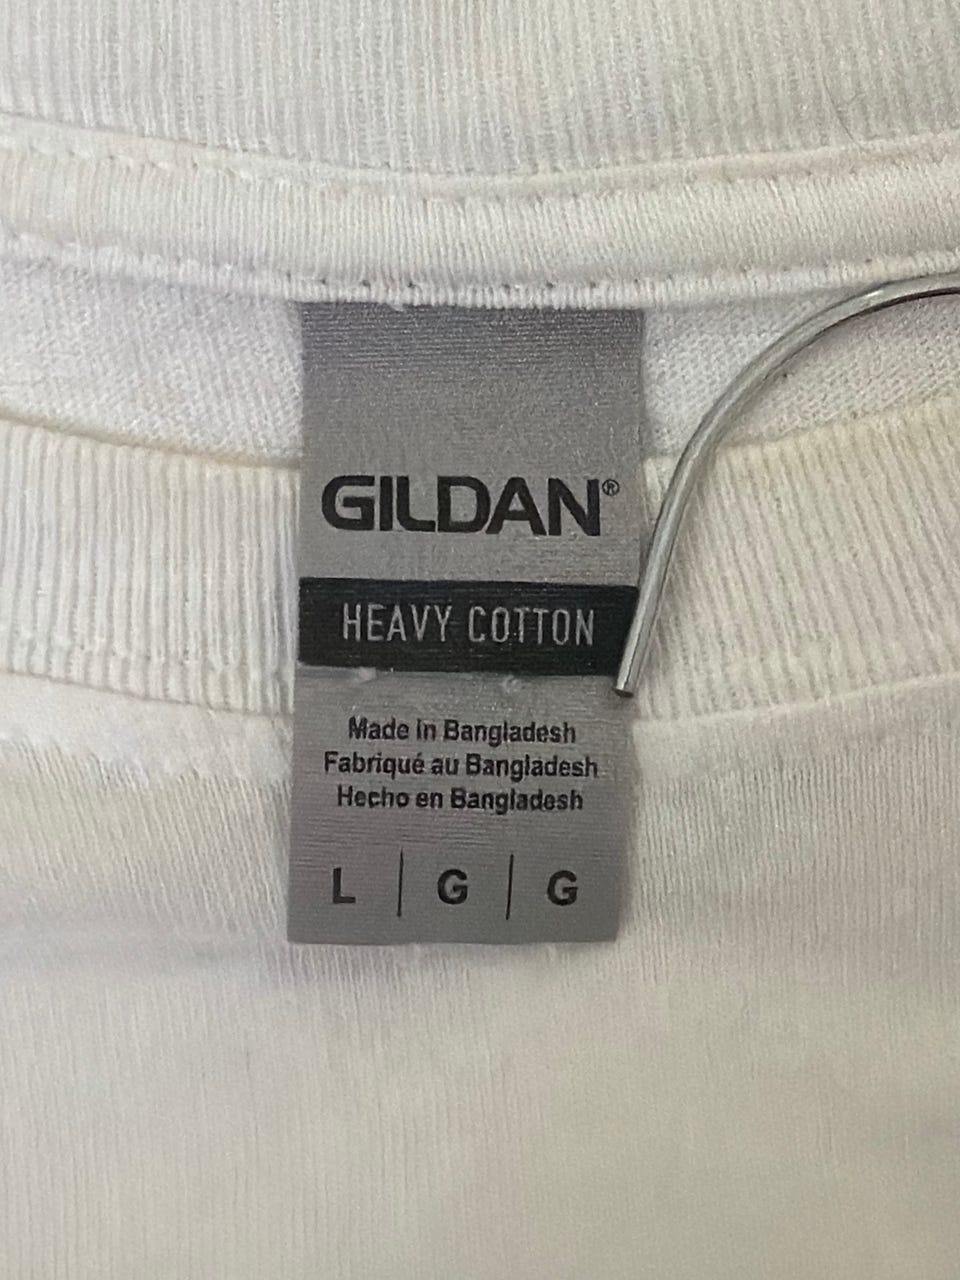 GILDAN®
HEAVY COTTON
Made in Bangladesh
Fabriqué au Bangladesh
Hecho en Bangladesh
L | G | G